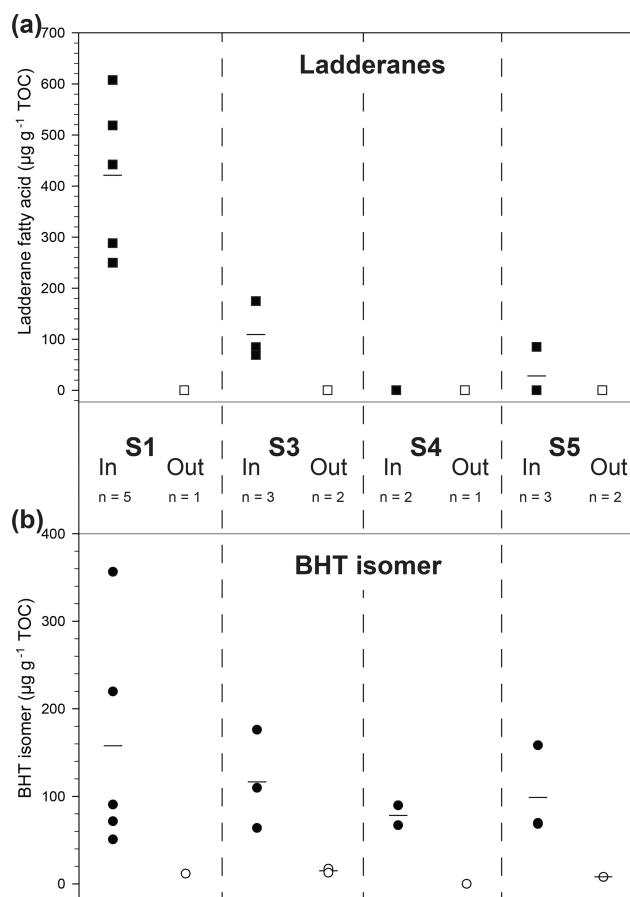 (a)
Ladderanes
Ladderane fatty acid (µg g⁻¹ TOC)
700
600
500
400
300
200
100
0
S1 S3 S4 S5
In Out In Out In Out In Out
n = 5 n = 1 n = 3 n = 2 n = 2 n = 1 n = 3 n = 2
(b)
BHT isomer
BHT isomer (µg g⁻¹ TOC)
400
300
200
100
0